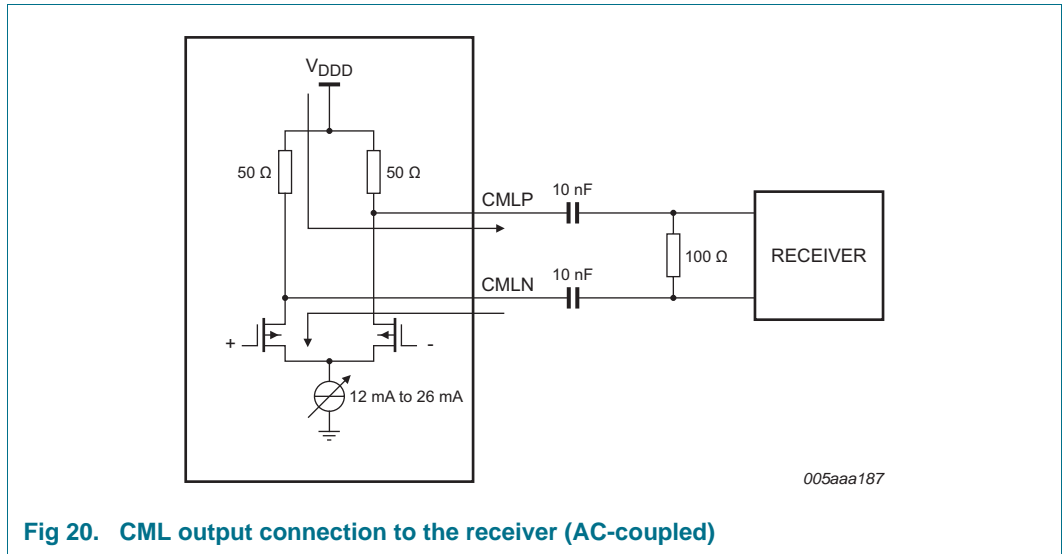 VDDD
50 Ω
50 Ω
CMLP
10 nF
100 Ω
RECEIVER
CMLN
10 nF
+
-
12 mA to 26 mA
005aaa187
Fig 20. CML output connection to the receiver (AC-coupled)